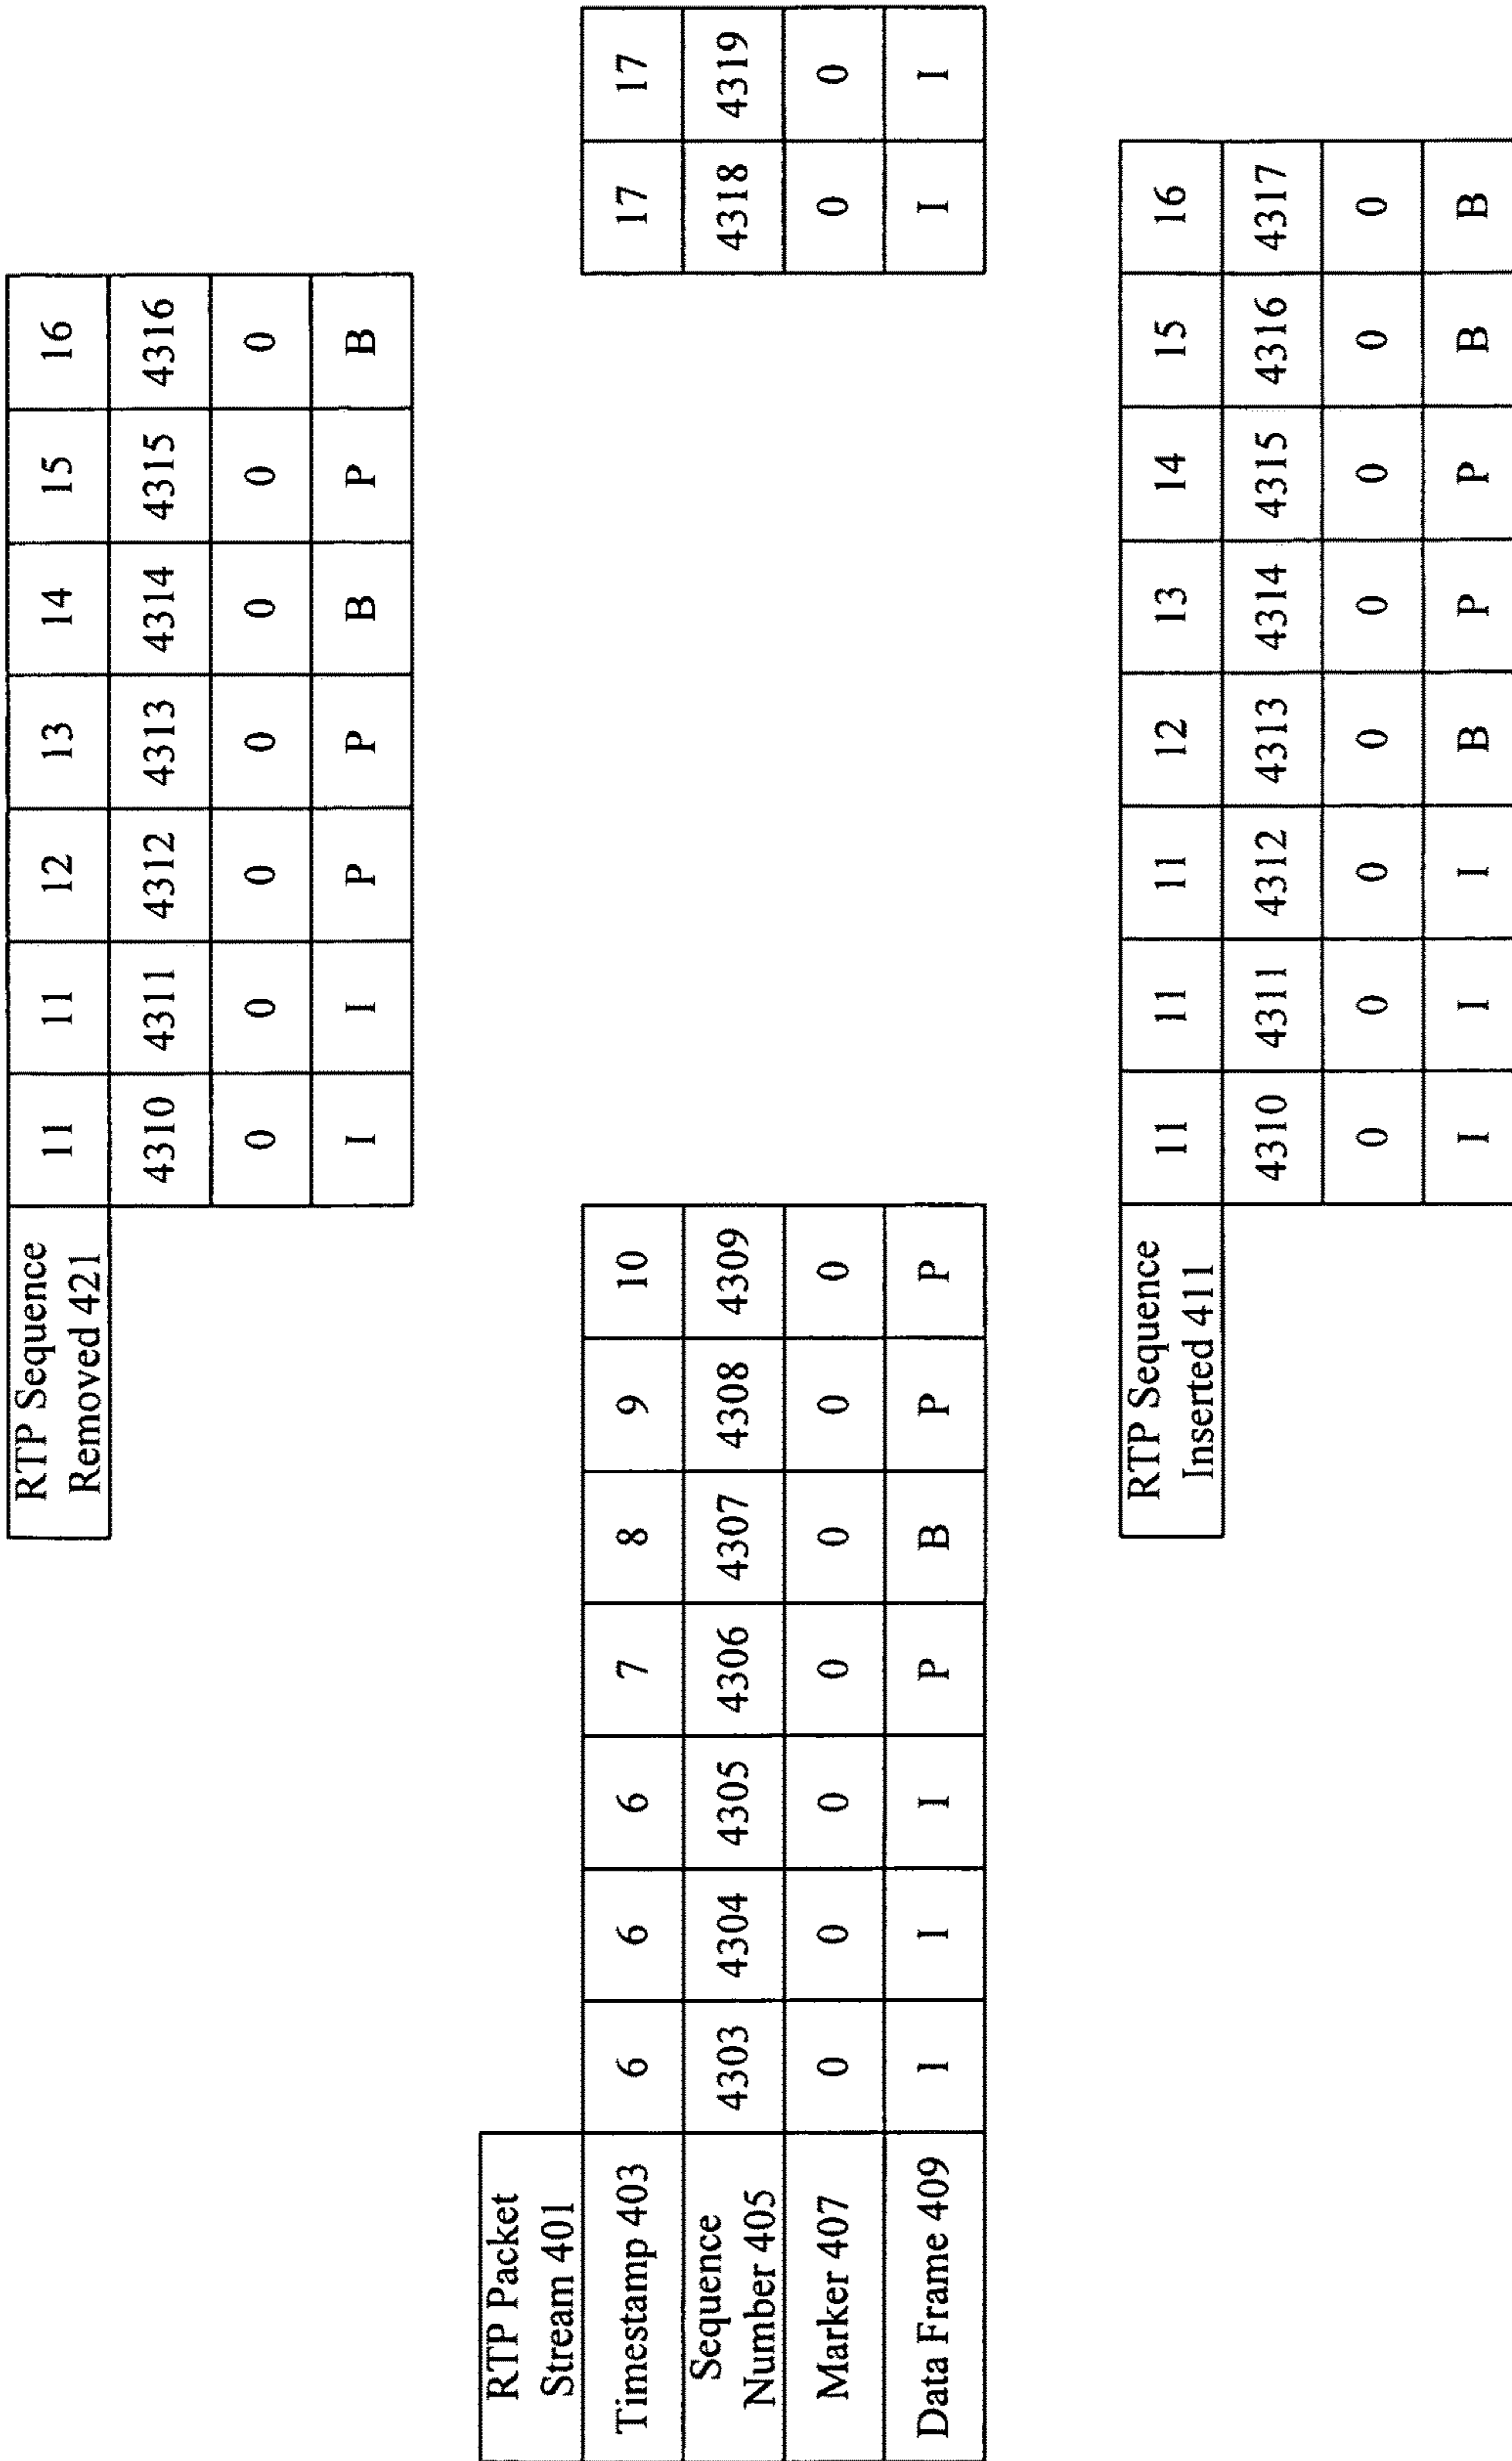 RTP Sequence
Removed 421
11 11 12 13 14 15 16
4310 4311 4312 4313 4314 4315 4316
0 0 0 0 0 0 0
I I P P B P B
RTP Packet
Stream 401
Timestamp 403 6 6 6 7 8 9 10 17 17
Sequence
Number 405 4303 4304 4305 4306 4307 4308 4309 4318 4319
Marker 407 0 0 0 0 0 0 0 0 0
Data Frame 409 I I I P B P P I I
RTP Sequence
Inserted 411
11 11 11 12 13 14 15 16
4310 4311 4312 4313 4314 4315 4316 4317
0 0 0 0 0 0 0 0
I I I B P P B B